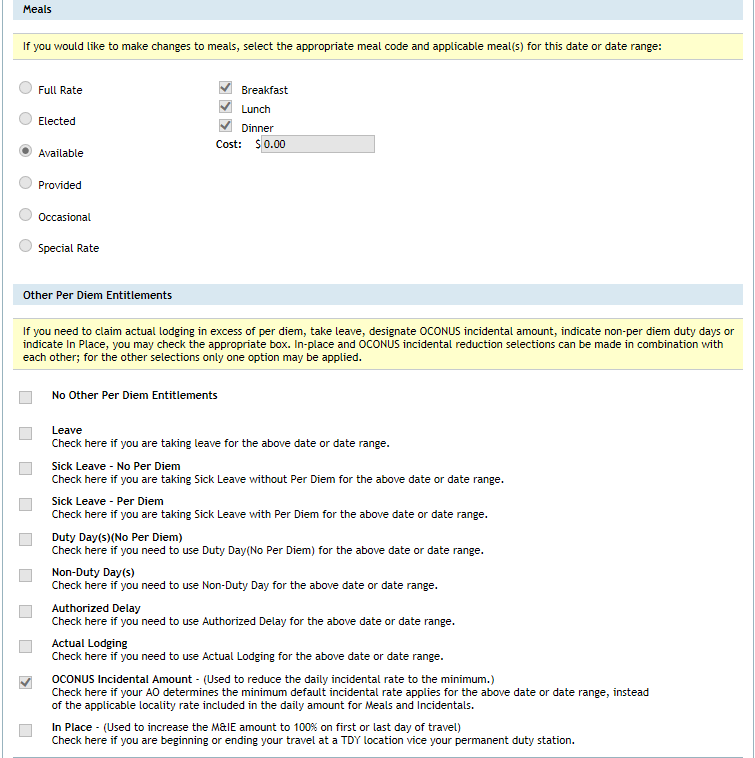 Meals
If you would like to make changes to meals, select the appropriate meal code and applicable meal(s) for this date or date range:
Full Rate
Elected
Available
Provided
Occasional
Special Rate
Breakfast
Lunch
Dinner
Cost: $ 0.00
Other Per Diem Entitlements
If you need to claim actual lodging in excess of per diem, take leave, designate OCONUS incidental amount, indicate non-per diem duty days or
indicate In Place, you may check the appropriate box. In-place and OCONUS incidental reduction selections can be made in combination with
each other; for the other selections only one option may be applied.
No Other Per Diem Entitlements
Leave
Check here if you are taking leave for the above date or date range.
Sick Leave - No Per Diem
Check here if you are taking Sick Leave without Per Diem for the above date or date range.
Sick Leave - Per Diem
Check here if you are taking Sick Leave with Per Diem for the above date or date range.
Duty Day(s)(No Per Diem)
Check here if you need to use Duty Day(No Per Diem) for the above date or date range.
Non-Duty Day(s)
Check here if you need to use Non-Duty Day for the above date or date range.
Authorized Delay
Check here if you need to use Authorized Delay for the above date or date range.
Actual Lodging
Check here if you need to use Actual Lodging for the above date or date range.
OCONUS Incidental Amount - (Used to reduce the daily incidental rate to the minimum.)
Check here if your AO determines the minimum default incidental rate applies for the above date or date range, instead
of the applicable locality rate included in the daily amount for Meals and Incidentals.
In Place - (Used to increase the M&IE amount to 100% on first or last day of travel)
Check here if you are beginning or ending your travel at a TDY location vice your permanent duty station.